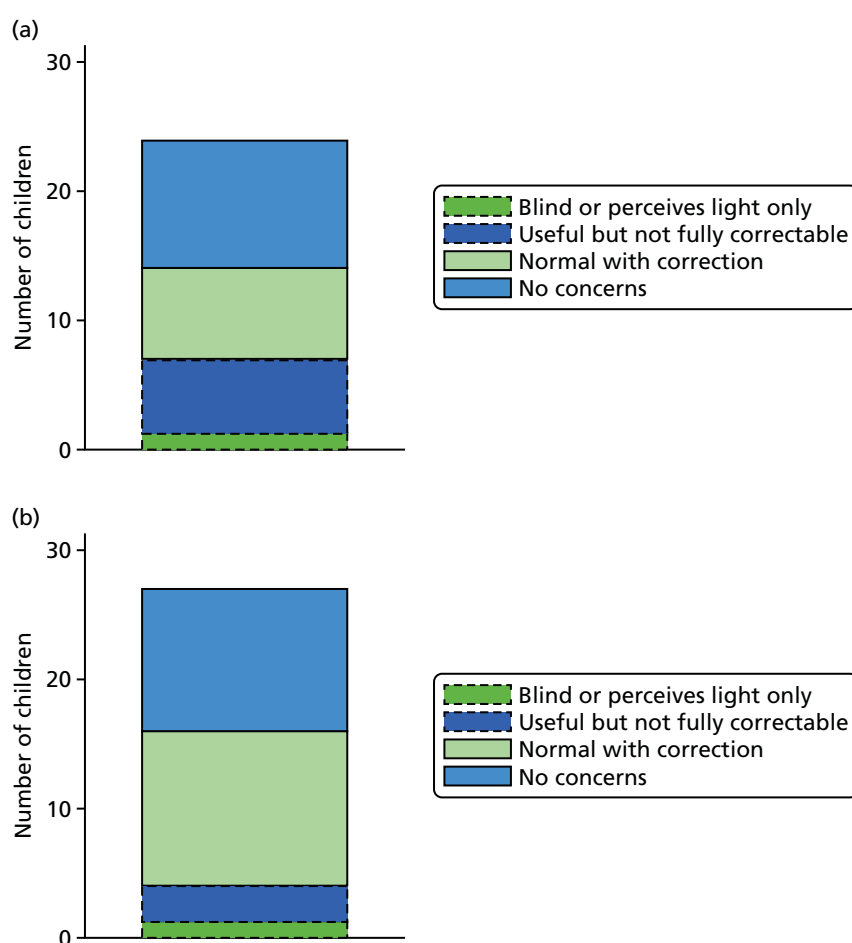 (a)
30
20
10
0
Number of children
Blind or perceives light only
Useful but not fully correctable
Normal with correction
No concerns
(b)
30
20
10
0
Number of children
Blind or perceives light only
Useful but not fully correctable
Normal with correction
No concerns